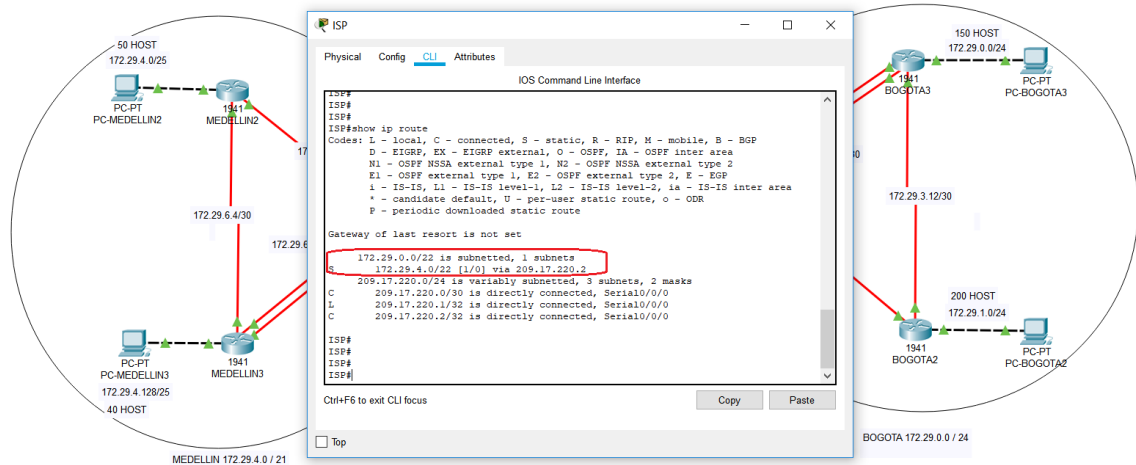 50 HOST
172.29.4.0/25
PC-PT
PC-MEDELLIN2
1941
MEDELLIN2
17
172.29.6.4/30
172.29.6
PC-PT
PC-MEDELLIN3
172.29.4.128/25
40 HOST
1941
MEDELLIN3
MEDELLIN 172.29.4.0 / 21
ISP
Physical Config CLI Attributes
IOS Command Line Interface
ISP#
ISP#
ISP#
ISP#show ip route
Codes: L - local, C - connected, S - static, R - RIP, M - mobile, B - BGP
D - EIGRP, EX - EIGRP external, O - OSPF, IA - OSPF inter area
N1 - OSPF NSSA external type 1, N2 - OSPF NSSA external type 2
E1 - OSPF external type 1, E2 - OSPF external type 2, E - EGP
i - IS-IS, L1 - IS-IS level-1, L2 - IS-IS level-2, ia - IS-IS inter area
* - candidate default, U - per-user static route, o - ODR
P - periodic downloaded static route
Gateway of last resort is not set
172.29.0.0/22 is subnetted, 1 subnets
S 172.29.4.0/22 [1/0] via 209.17.220.2
209.17.220.0/24 is variably subnetted, 3 subnets, 2 masks
C 209.17.220.0/30 is directly connected, Serial0/0/0
L 209.17.220.1/32 is directly connected, Serial0/0/0
C 209.17.220.2/32 is directly connected, Serial0/0/0
ISP#
ISP#
ISP#
ISP#
Ctrl+F6 to exit CLI focus
Copy
Paste
Top
150 HOST
172.29.0.0/24
1941
BOGOTA3
PC-PT
PC-BOGOTA3
30
172.29.3.12/30
200 HOST
172.29.1.0/24
1941
BOGOTA2
PC-PT
PC-BOGOTA2
BOGOTA 172.29.0.0 / 24